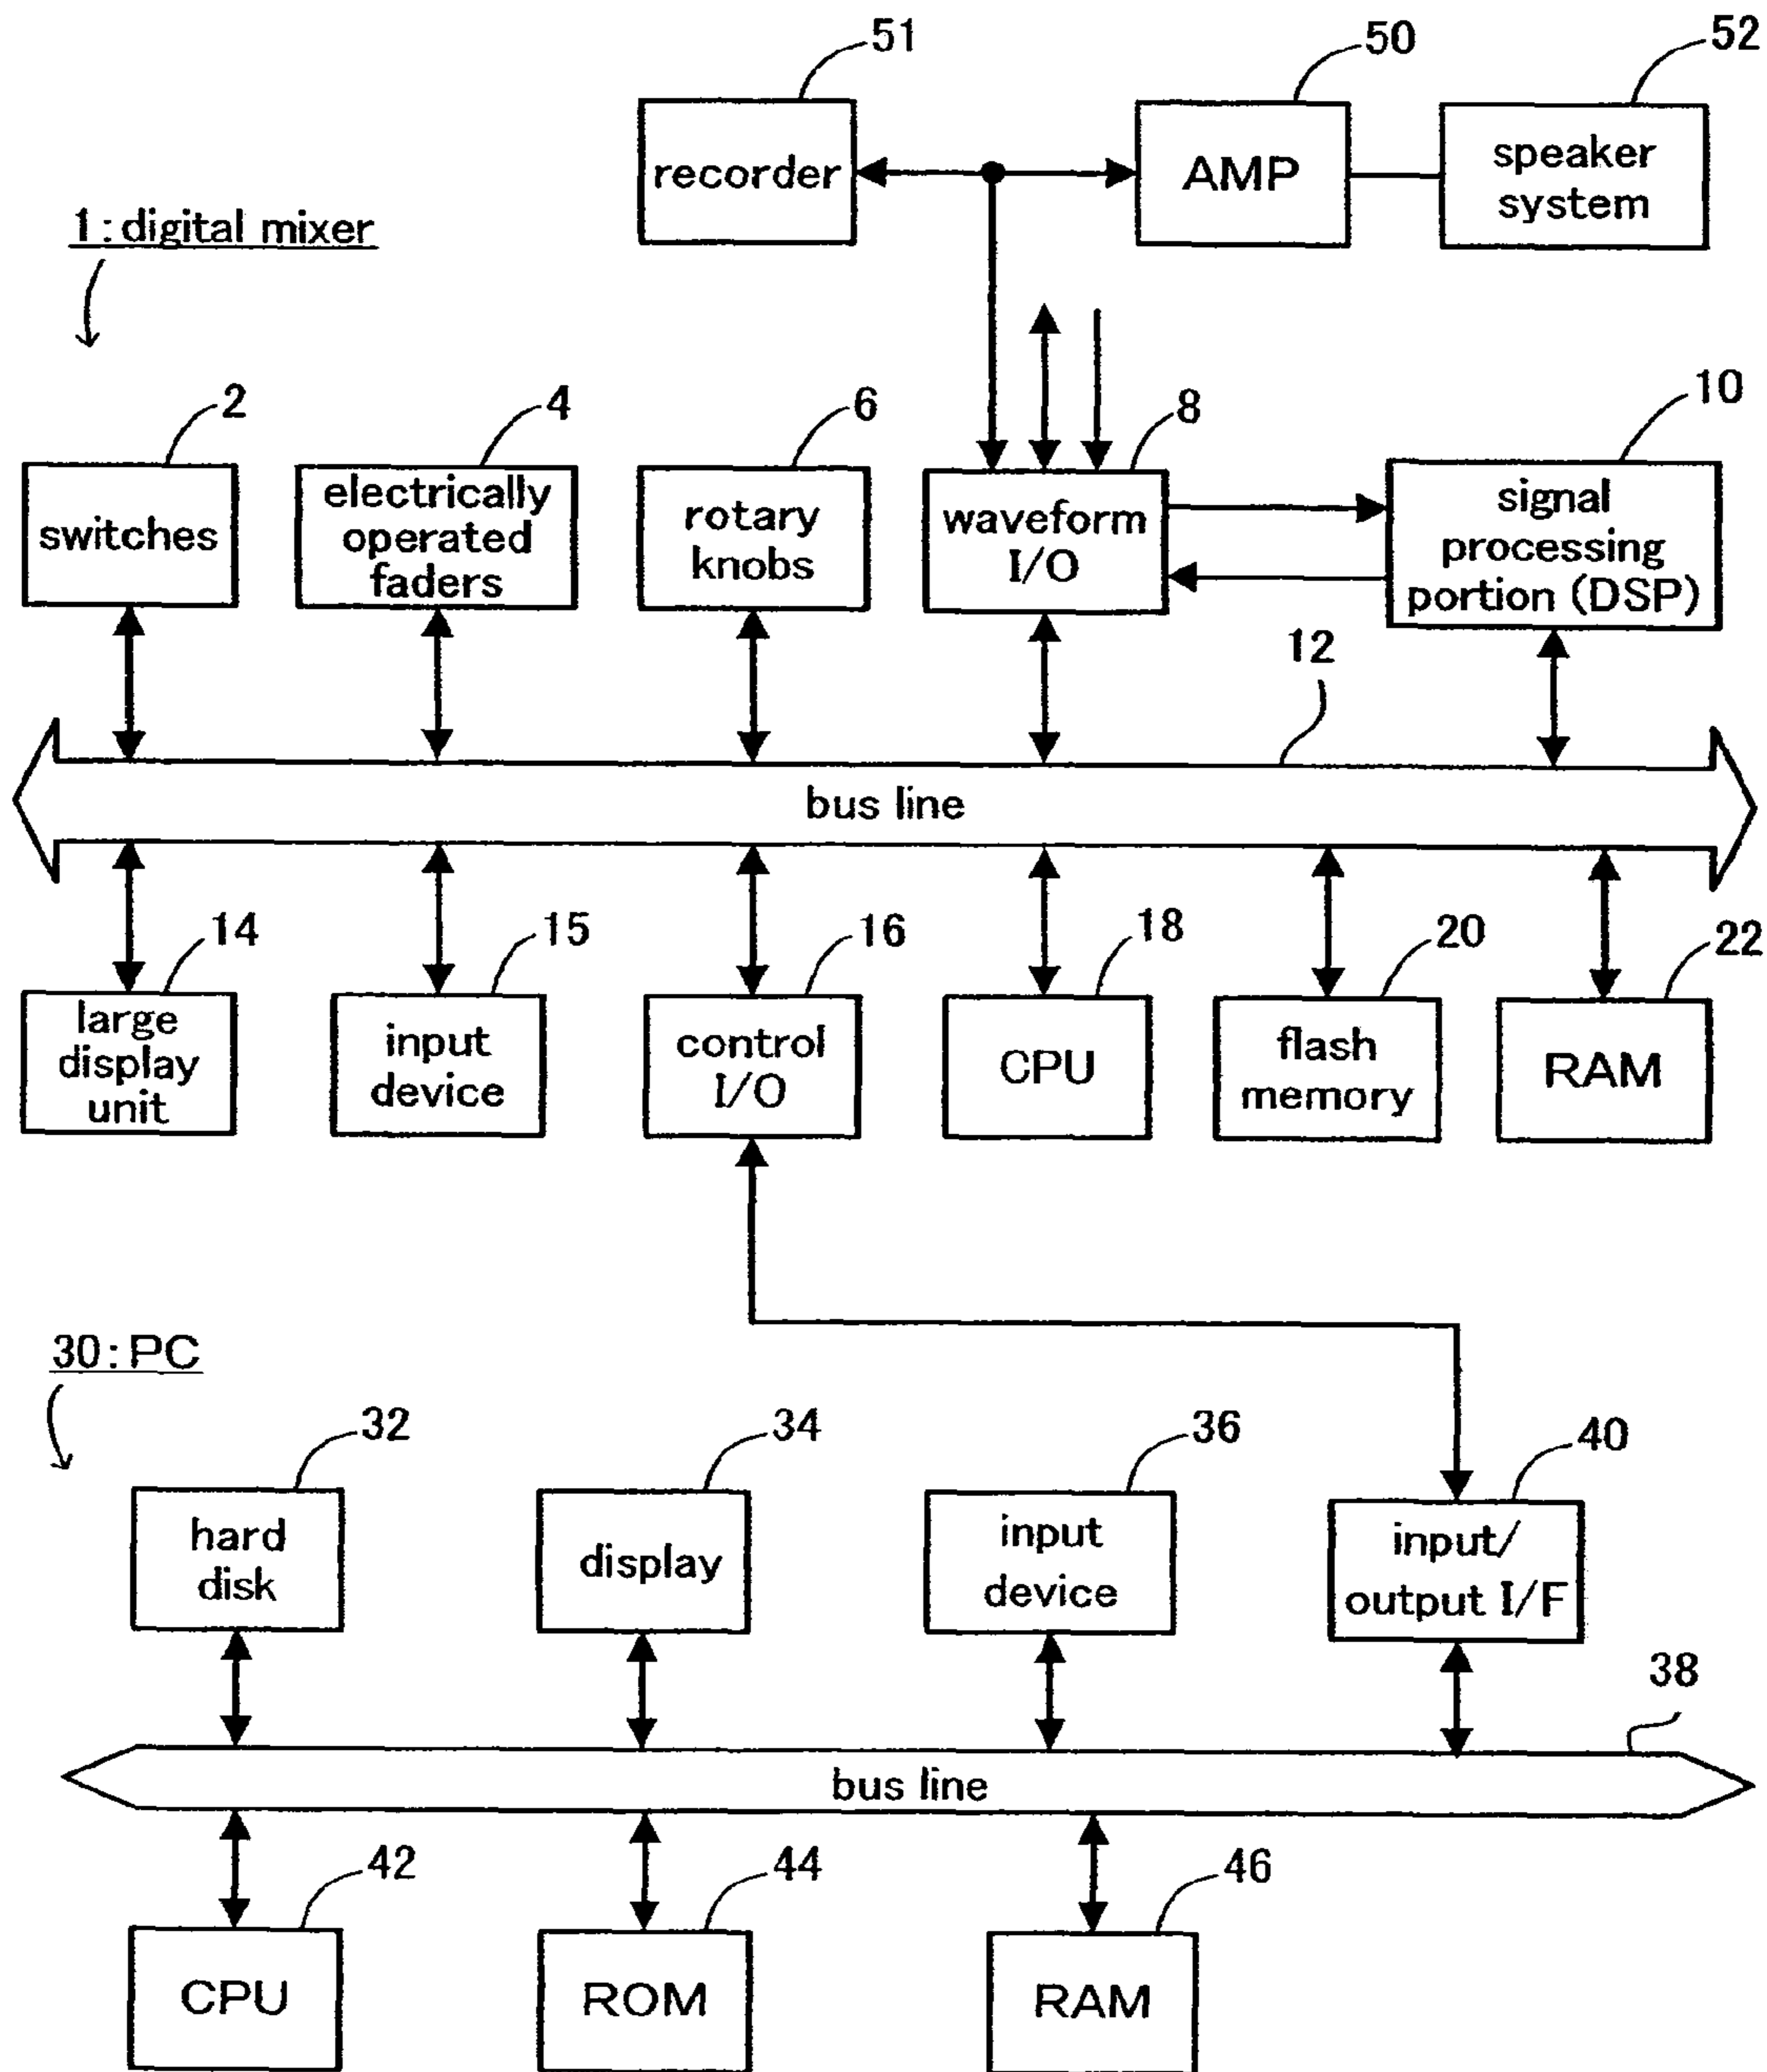 51
50
52
recorder
AMP
speaker
system
1: digital mixer
2
4
6
8
10
switches
electrically
operated
faders
rotary
knobs
waveform
I/O
signal
processing
portion (DSP)
12
bus line
14
15
16
18
20
22
large
display
unit
input
device
control
I/O
CPU
flash
memory
RAM
30: PC
32
34
36
40
hard
disk
display
input
device
input/
output I/F
38
bus line
42
44
46
CPU
ROM
RAM